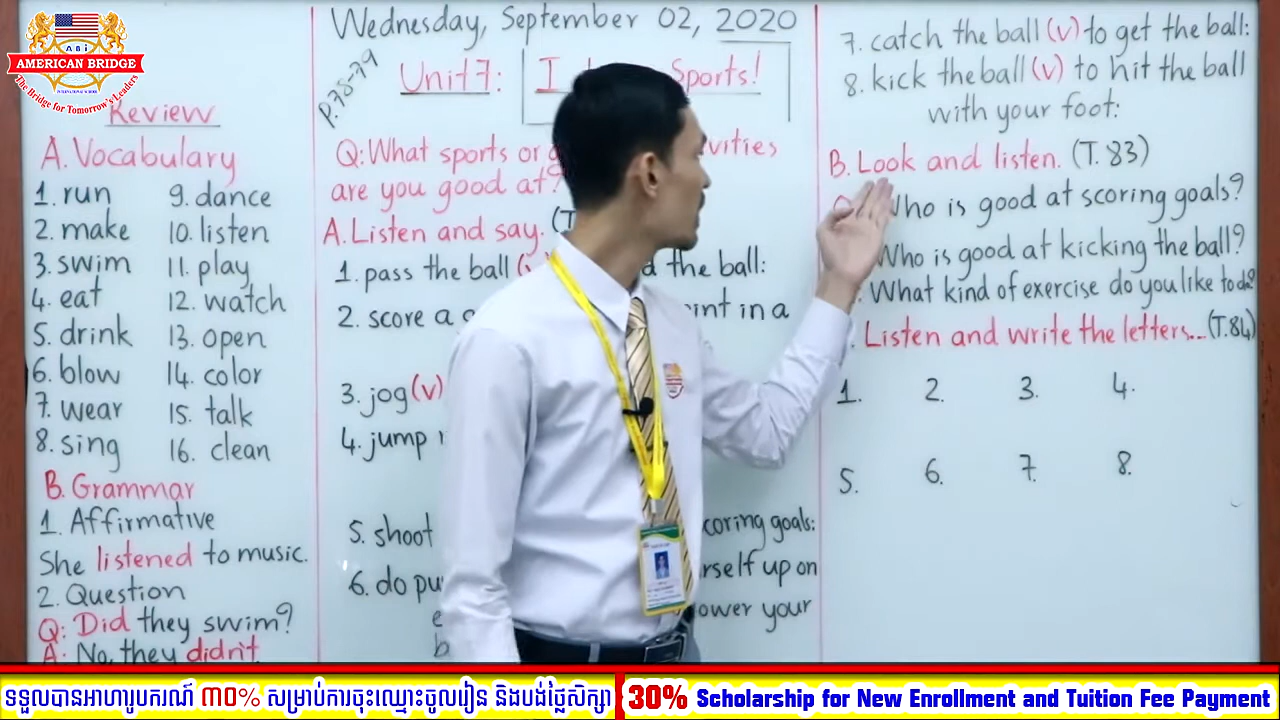 AMERICAN BRIDGE
INTERNATIONAL SCHOOL
The Bridge for Tomorrow's Leaders
Review
A. Vocabulary
1. run 9. dance
2. make 10. listen
3. swim 11. play
4. eat 12. watch
5. drink 13. open
6. blow 14. color
7. wear 15. talk
8. sing 16. clean
B. Grammar
1. Affirmative
She listened to music.
2. Question
Q: Did they swim?
A: No, they didn't.
Wednesday, September 02, 2020
P.78-79
Unit 7: I Sports!
Q: What sports or
are you good at?
A. Listen and say.
1. pass the ball the ball:
2. score a in a
3. jog (v)
4. jump
5. shoot scoring goals:
6. do up on
your
7. catch the ball (v) to get the ball:
8. kick the ball (v) to hit the ball
with your foot:
B. Look and listen. (T. 83)
Who is good at scoring goals?
Who is good at kicking the ball?
What kind of exercise do you like to do?
Listen and write the letters... (T.84)
1. 2. 3. 4.
5. 6. 7. 8.
ទទួលបានអាហារូបករណ៍ ៣០% សម្រាប់ការចុះឈ្មោះចូលរៀន និងបង់ថ្លៃសិក្សា
30% Scholarship for New Enrollment and Tuition Fee Payment